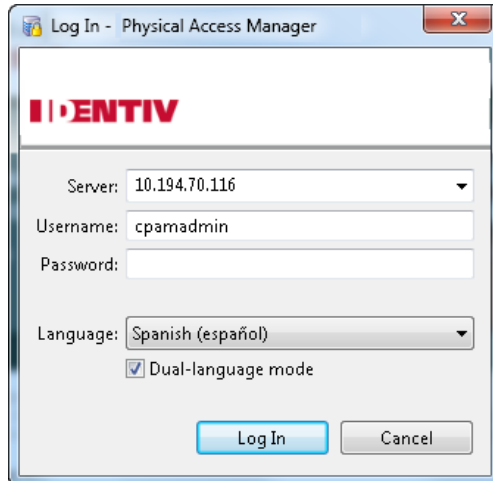 Log In - Physical Access Manager
IDENTIV
Server: 10.194.70.116
Username: cpamadmin
Password:
Language: Spanish (español)
Dual-language mode
Log In Cancel